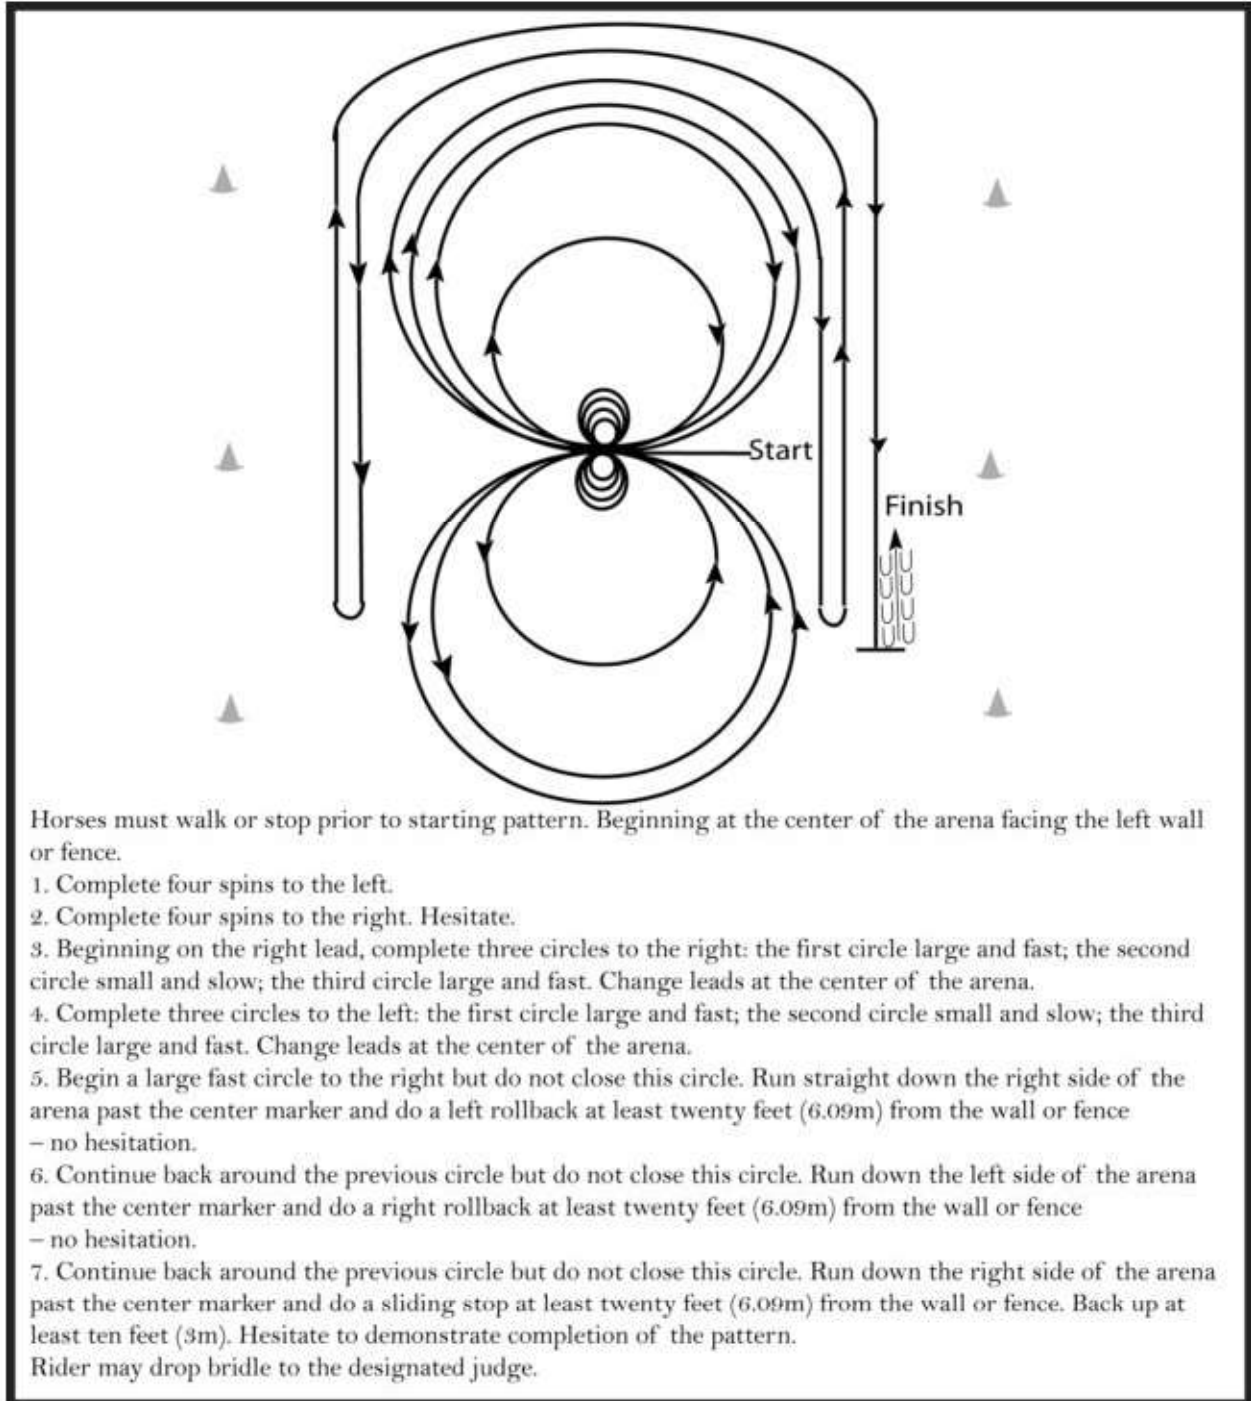 Start
Finish
Horses must walk or stop prior to starting pattern. Beginning at the center of the arena facing the left wall
or fence.
1. Complete four spins to the left.
2. Complete four spins to the right. Hesitate.
3. Beginning on the right lead, complete three circles to the right: the first circle large and fast; the second
circle small and slow; the third circle large and fast. Change leads at the center of the arena.
4. Complete three circles to the left: the first circle large and fast; the second circle small and slow; the third
circle large and fast. Change leads at the center of the arena.
5. Begin a large fast circle to the right but do not close this circle. Run straight down the right side of the
arena past the center marker and do a left rollback at least twenty feet (6.09m) from the wall or fence
– no hesitation.
6. Continue back around the previous circle but do not close this circle. Run down the left side of the arena
past the center marker and do a right rollback at least twenty feet (6.09m) from the wall or fence
– no hesitation.
7. Continue back around the previous circle but do not close this circle. Run down the right side of the arena
past the center marker and do a sliding stop at least twenty feet (6.09m) from the wall or fence. Back up at
least ten feet (3m). Hesitate to demonstrate completion of the pattern.
Rider may drop bridle to the designated judge.